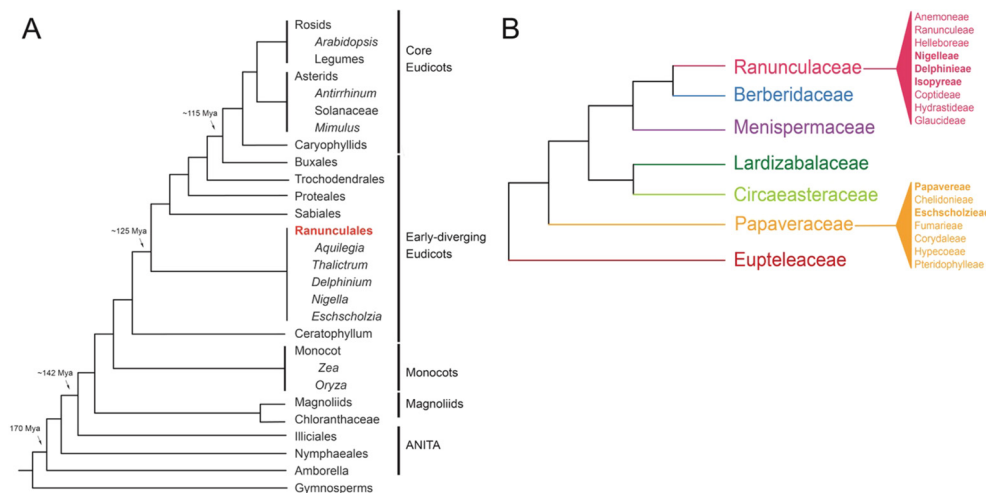 A
Rosids
Arabidopsis
Legumes
Asterids
Antirrhinum
Solanaceae
Mimulus
Caryophyllids
Buxales
Trochodendrales
Proteales
Sabiales
Ranunculales
Aquilegia
Thalictrum
Delphinium
Nigella
Eschscholzia
Ceratophyllum
Monocot
Zea
Oryza
Magnoliids
Chloranthaceae
Illiciales
Nymphaeales
Amborella
Gymnosperms
~115 Mya
~125 Mya
~142 Mya
170 Mya
Core
Eudicots
Early-diverging
Eudicots
Monocots
Magnoliids
ANITA
B
Ranunculaceae
Berberidaceae
Menispermaceae
Lardizabalaceae
Circaeasteraceae
Papaveraceae
Eupteleaceae
Anemoneae
Ranunculeae
Helleboreae
Nigelleae
Delphinieae
Isopyreae
Coptideae
Hydrastideae
Glaucideae
Papavereae
Chelidonieae
Eschscholzieae
Fumarieae
Corydaleae
Hypecoeae
Pteridophylleae